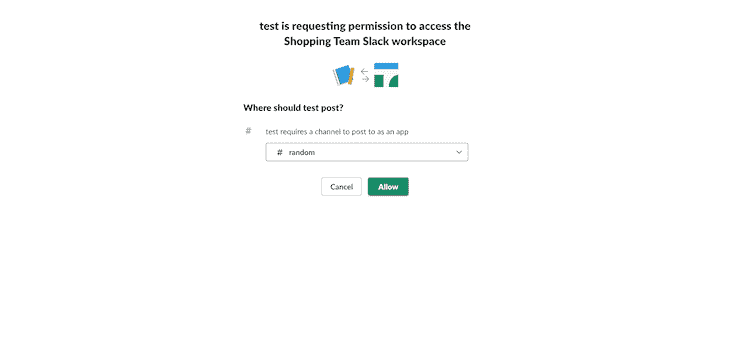 test is requesting permission to access the
Shopping Team Slack workspace
Where should test post?
# test requires a channel to post to as an app
# random
Cancel Allow